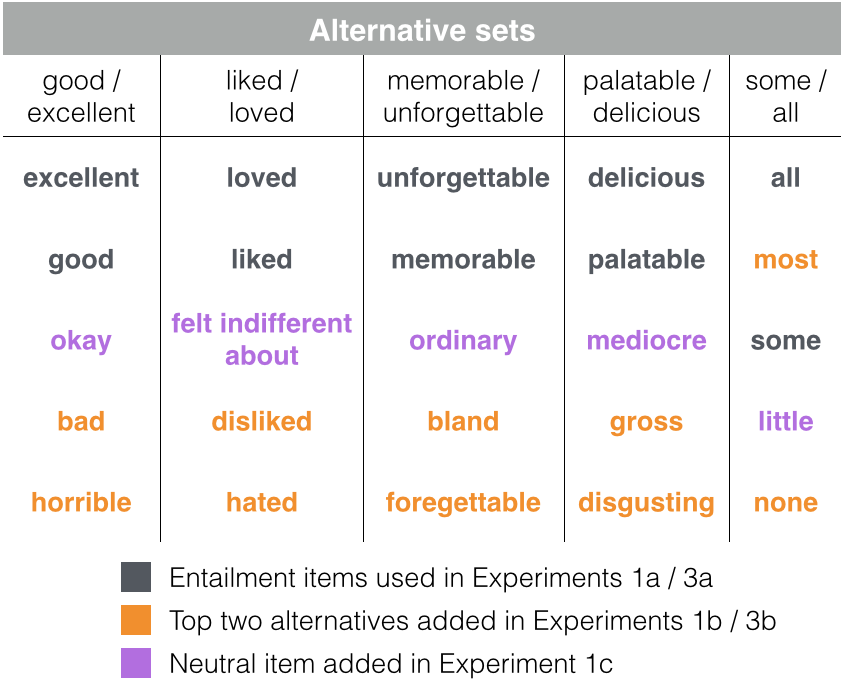 Alternative sets
good / liked / memorable / palatable / some /
excellent loved unforgettable delicious all
excellent loved unforgettable delicious all
good liked memorable palatable most
okay felt indifferent about ordinary mediocre some
bad disliked bland gross little
horrible hated foregettable disgusting none
Entailment items used in Experiments 1a / 3a
Top two alternatives added in Experiments 1b / 3b
Neutral item added in Experiment 1c